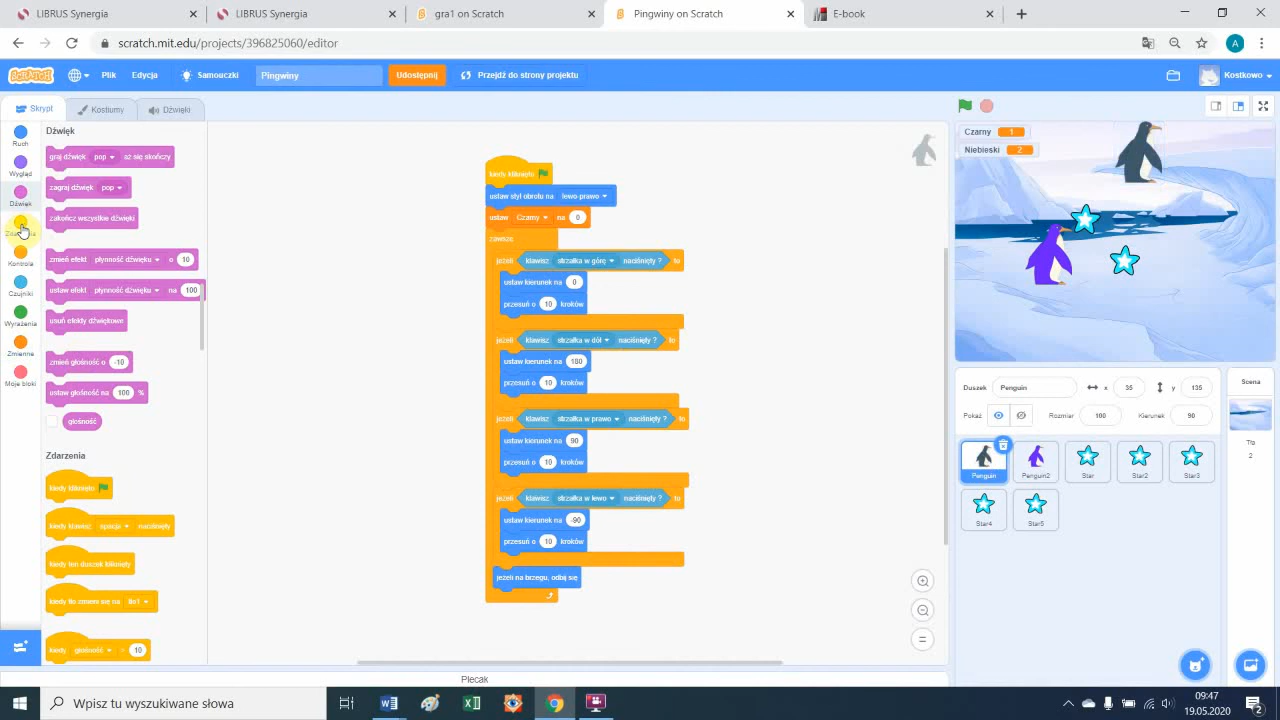 LIBRUS Synergia
LIBRUS Synergia
gra1 on Scratch
Pingwiny on Scratch
E-book
scratch.mit.edu/projects/396825060/editor
A
SCRATCH
Plik
Edycja
Samouczki
Pingwiny
Udostępnij
Przejdź do strony projektu
Kostkowo
Skrypt
Kostiumy
Dźwięki
Ruch
Wygląd
Dźwięk
Kontrola
Czujniki
Wyrażenia
Zmienne
Moje bloki
Dźwięk
graj dźwięk pop aż się skończy
zagraj dźwięk pop
zakończ wszystkie dźwięki
zmień efekt płynność dźwięku o 10
ustaw efekt płynność dźwięku na 100
usuń efekty dźwiękowe
zmień głośność o -10
ustaw głośność na 100 %
głośność
Zdarzenia
kiedy kliknięto
kiedy klawisz spacja naciśnięty
kiedy ten duszek kliknięty
kiedy tło zmieni się na tło1
kiedy głośność > 10
kiedy kliknięto
ustaw styl obrotu na lewo-prawo
ustaw Czarny na 0
zawsze
jeżeli klawisz strzałka w górę naciśnięty ? to
ustaw kierunek na 0
przesuń o 10 kroków
jeżeli klawisz strzałka w dół naciśnięty ? to
ustaw kierunek na 180
przesuń o 10 kroków
jeżeli klawisz strzałka w prawo naciśnięty ? to
ustaw kierunek na 90
przesuń o 10 kroków
jeżeli klawisz strzałka w lewo naciśnięty ? to
ustaw kierunek na -90
przesuń o 10 kroków
jeżeli na brzegu, odbij się
Plecak
Czarny 1
Niebieski 2
Duszek Penguin x 35 y 135
Pokaż Rozmiar 100 Kierunek 90
Penguin
Penguin2
Star
Star2
Star3
Star4
Star5
Scena
Tła
2
Wpisz tu wyszukiwane słowa
09:47
19.05.2020
2